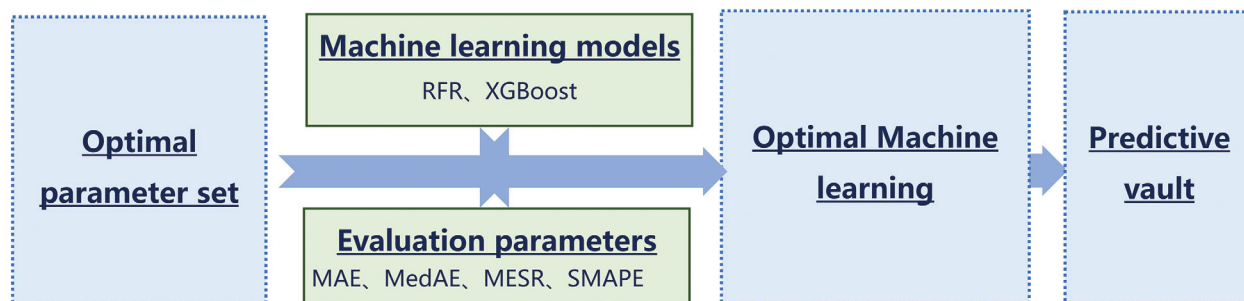 Optimal
parameter set
Machine learning models
RFR、XGBoost
Evaluation parameters
MAE、MedAE、MESR、SMAPE
Optimal Machine
learning
Predictive
vault